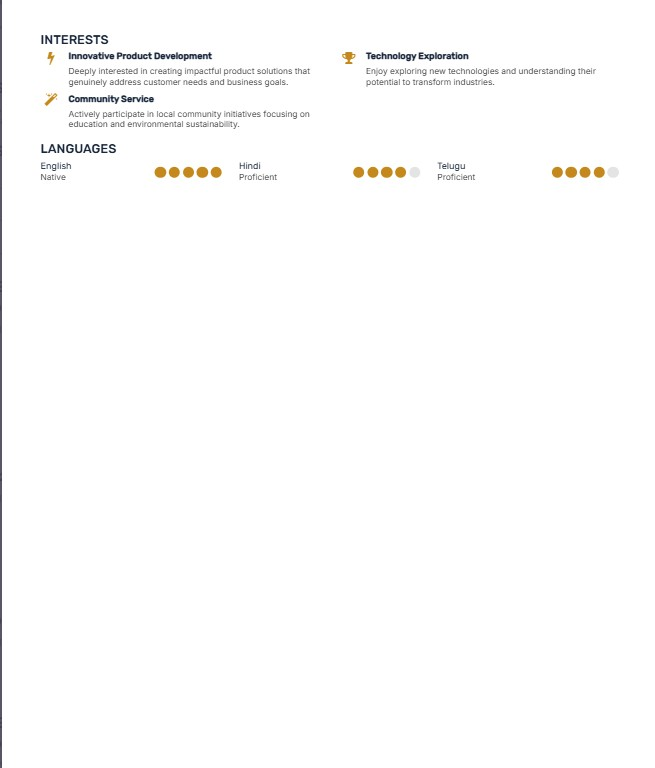 INTERESTS
Innovative Product Development
Deeply interested in creating impactful product solutions that
genuinely address customer needs and business goals.
Technology Exploration
Enjoy exploring new technologies and understanding their
potential to transform industries.
Community Service
Actively participate in local community initiatives focusing on
education and environmental sustainability.
LANGUAGES
English
Native
Hindi
Proficient
Telugu
Proficient